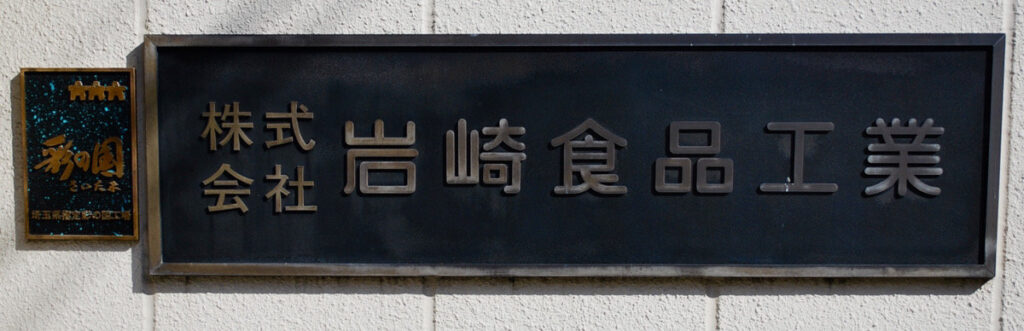 彩の国
さいたま
埼玉県指定彩の国工場
株式
会社
岩崎食品工業